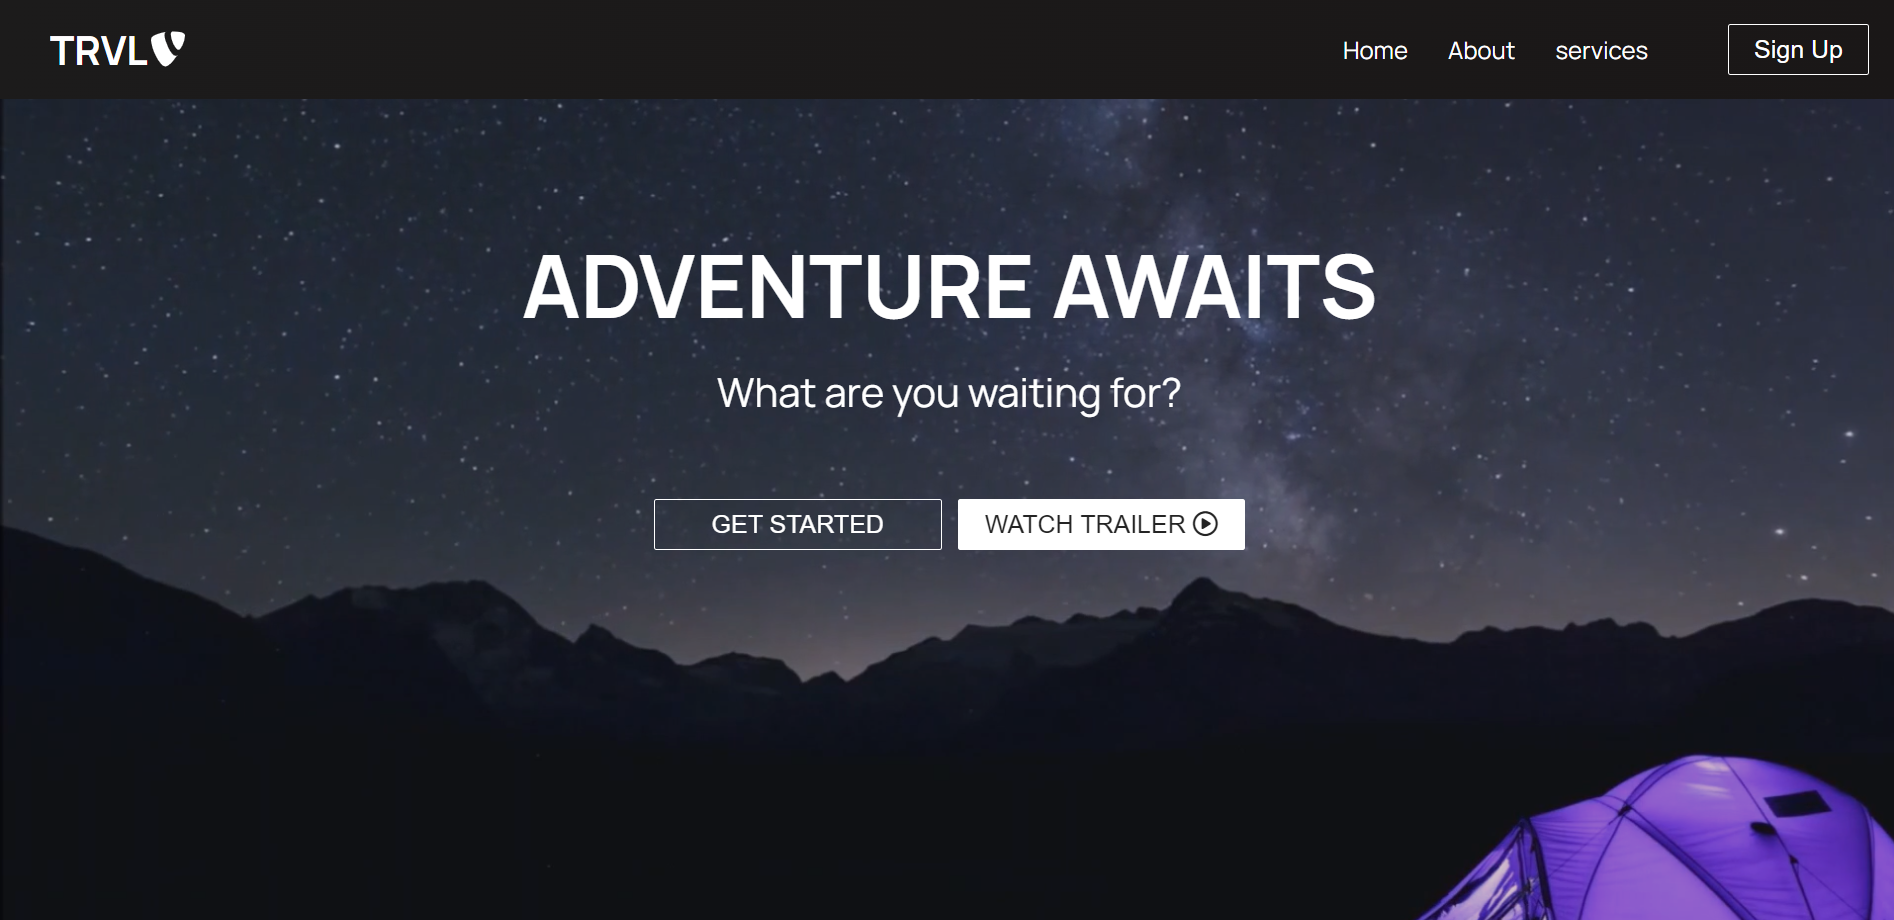 TRVL
Home About services Sign Up
ADVENTURE AWAITS
What are you waiting for?
GET STARTED WATCH TRAILER